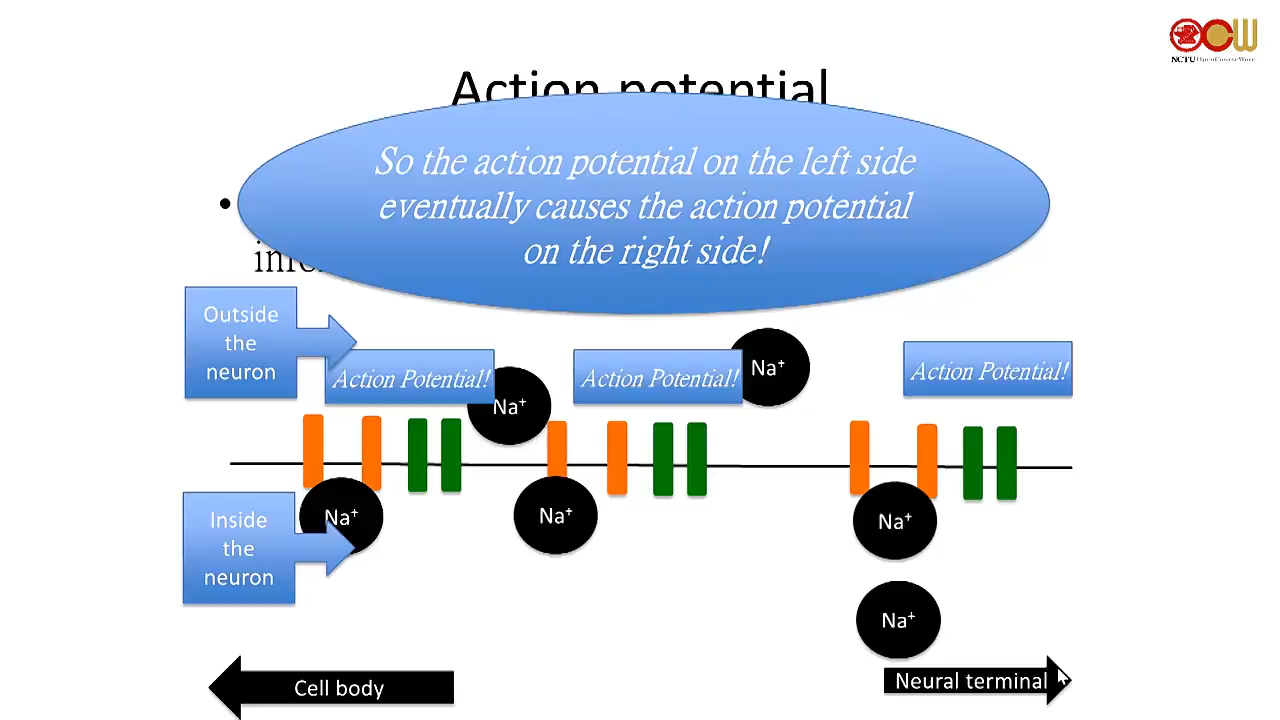 NCTU OpenCourseWare
Action potential
So the action potential on the left side
eventually causes the action potential
on the right side!
Outside
the
neuron
Action Potential!
Action Potential!
Action Potential!
Na⁺
Na⁺
Na⁺
Na⁺
Na⁺
Inside
the
neuron
Na⁺
Cell body
Neural terminal